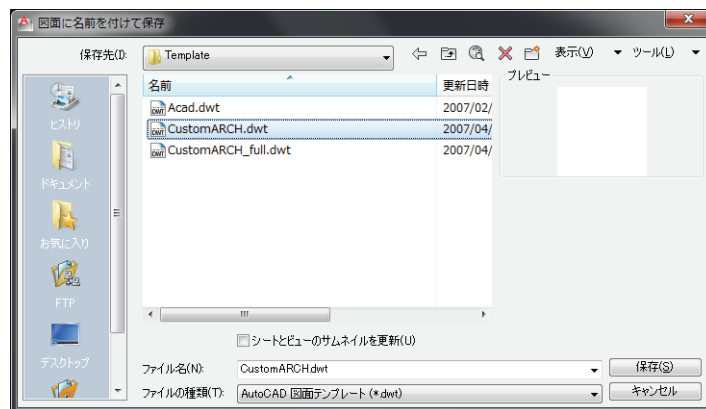 図面に名前を付けて保存
保存先(I): Template 表示(V) ツール(L)
名前 更新日時 プレビュー
Acad.dwt 2007/02/
CustomARCH.dwt 2007/04/
CustomARCH_full.dwt 2007/04/
ヒストリ
ドキュメント
お気に入り
FTP
デスクトップ
シートとビューのサムネイルを更新(U)
ファイル名(N): CustomARCH.dwt 保存(S)
ファイルの種類(T): AutoCAD 図面テンプレート (*.dwt) キャンセル